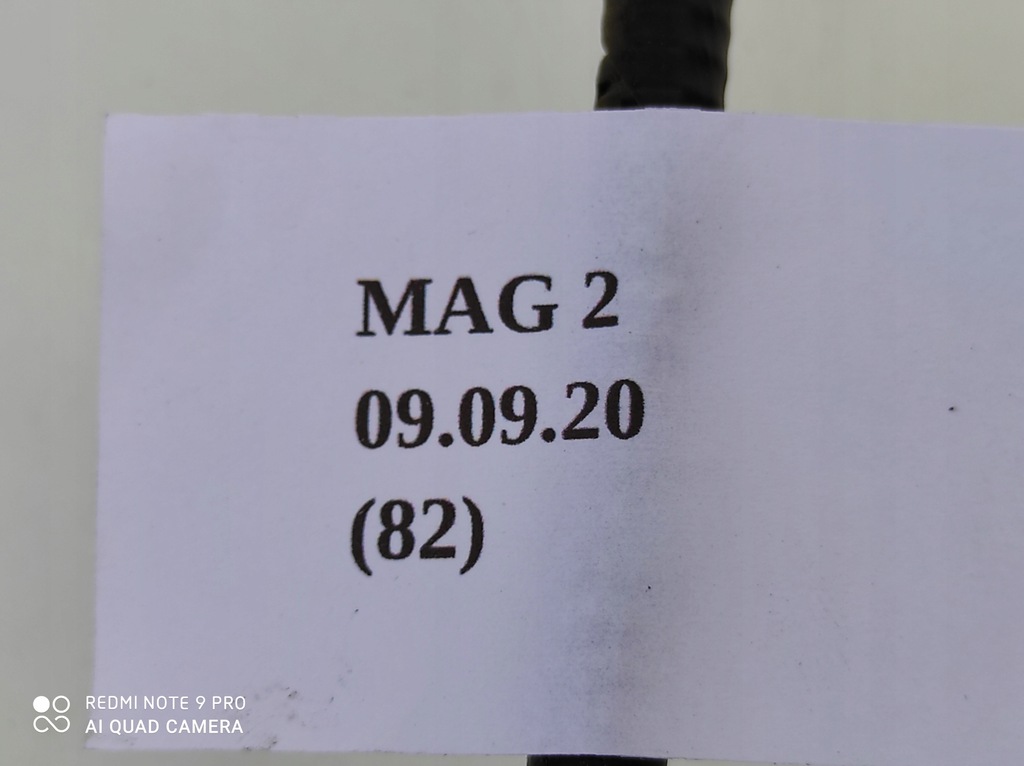 MAG 2
09.09.20
(82)
REDMI NOTE 9 PRO
AI QUAD CAMERA